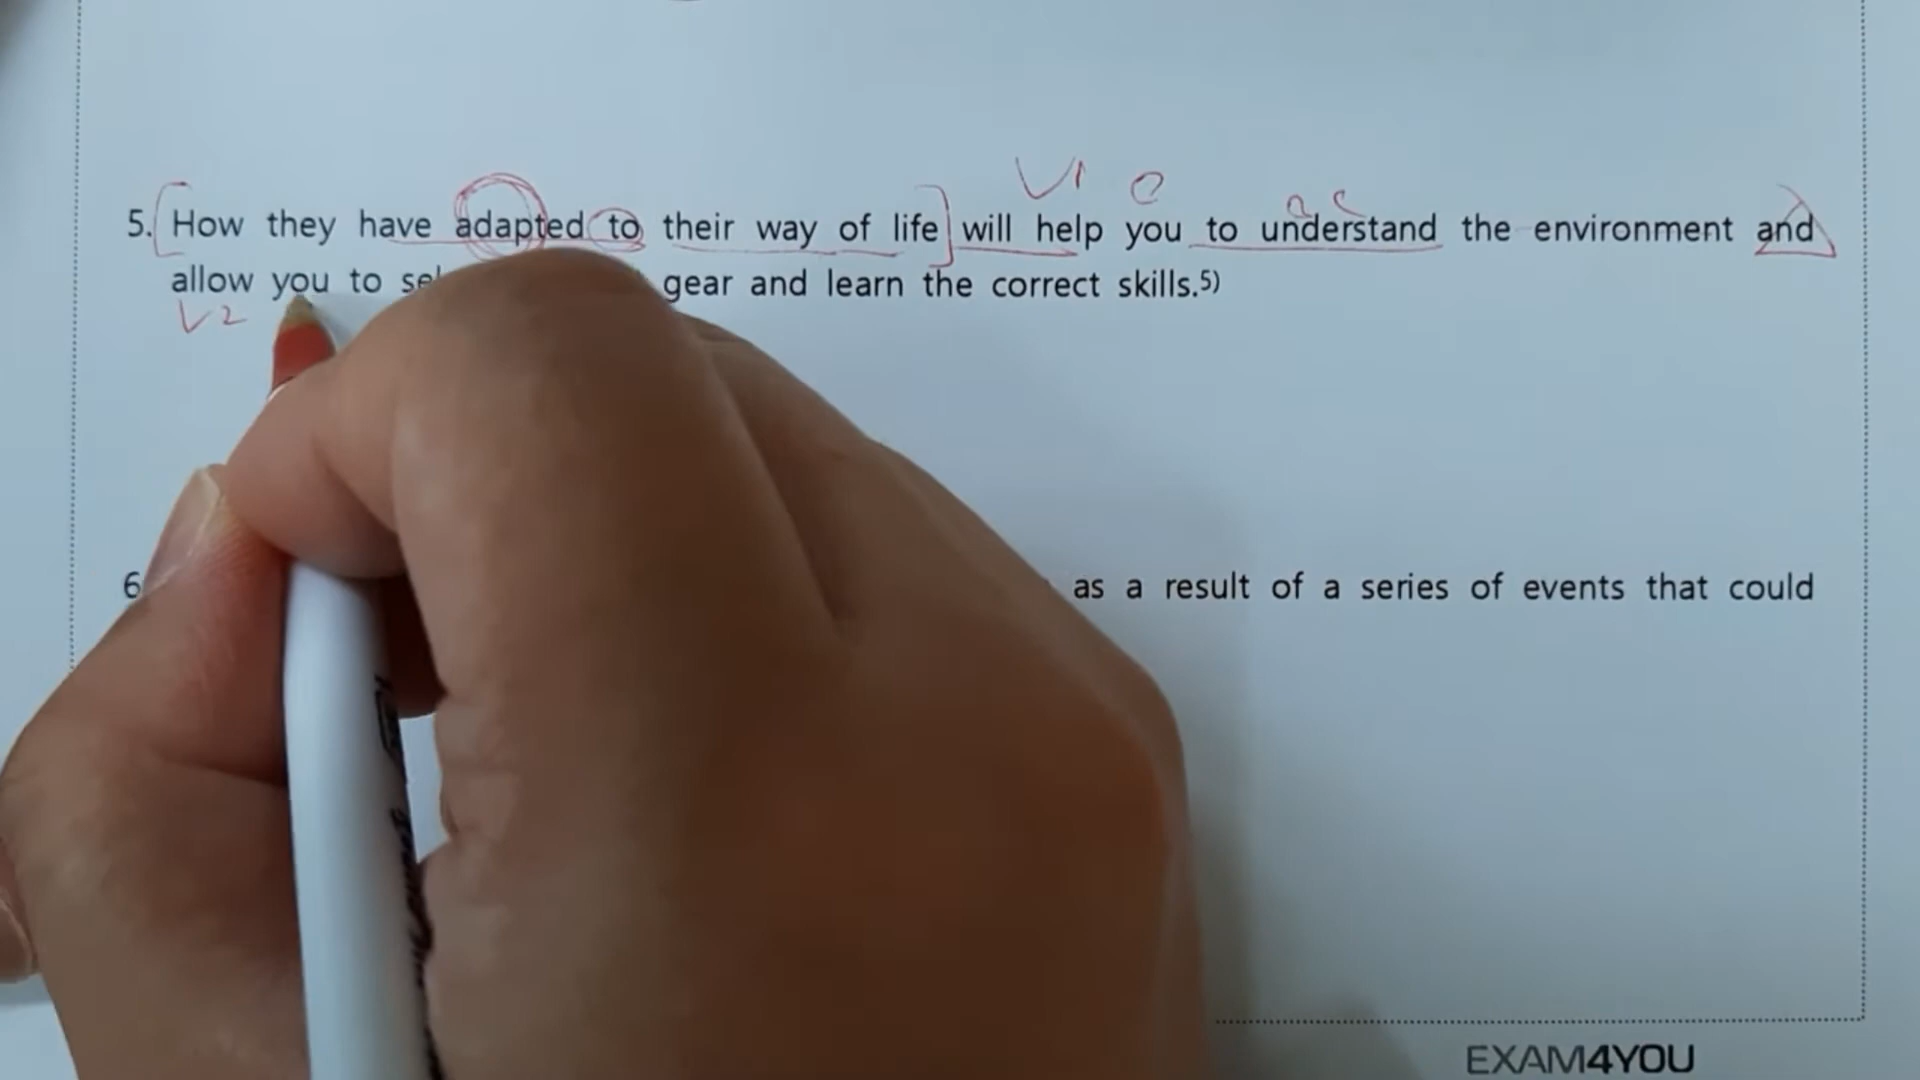 V1 O
o c
5. How they have adapted to their way of life will help you to understand the environment and
allow you to gear and learn the correct skills.5)
V2
6 as a result of a series of events that could
EXAM4YOU